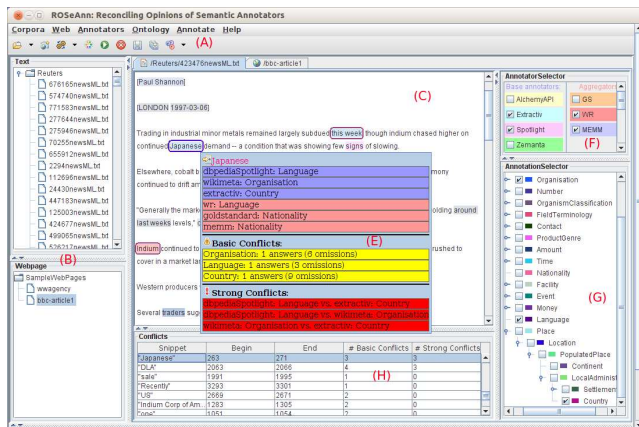 ROSeAnn: Reconciling Opinions of Semantic Annotators
Corpora Web Annotators Ontology Annotate Help
(A)
Text
Reuters
676165newsML.txt
574740newsML.txt
771583newsML.txt
277644newsML.txt
275946newsML.txt
70255newsML.txt
655912newsML.txt
2294newsML.txt
112696newsML.txt
24430newsML.txt
447183newsML.txt
125003newsML.txt
424677newsML.txt
499065newsML.txt
526217newsML.txt
(B)
Webpage
SampleWebPages
wwagency
bbc-article1
/Reuters/423476newsML.txt
/bbc-article1
[Paul Shannon]
(C)
[LONDON 1997-03-06]
Trading in industrial minor metals remained largely subdued this week though indium chased higher on
continued Japanese demand -- a condition that was showing few signs of slowing.
Elsewhere, cobalt b
mony
continued to drift am
"Generally the marke
olding around
last weeks levels,"
Indium continued to
rushed to
cover in a market la
Western producers
Several traders sug
Japanese
dbpediaSpotlight: Language
wikimeta: Organisation
extractiv: Country
wr: Language
goldstandard: Nationality
memm: Nationality
(E)
Basic Conflicts:
Organisation: 1 answers (6 omissions)
Language: 1 answers (3 omissions)
Country: 1 answers (9 omissions)
! Strong Conflicts:
dbpediaSpotlight: Language vs. extractiv: Country
dbpediaSpotlight: Language vs. wikimeta: Organisation
wikimeta: Organisation vs. extractiv: Country
Conflicts
Snippet Begin End # Basic Conflicts # Strong Conflicts
"Japanese" 263 271 3 3
"DLA" 2063 2066 4 3
"sale" 1991 1995 1 0
"Recently" 3293 3301 1 0
"US" 2669 2671 2 0
"Indium Corp of Am... 1283 1305 2 0
"one" 1051 1054 2 0
(H)
AnnotatorSelector
Base annotators: Aggregators
AlchemyAPI GS
Extractiv WR
Spotlight MEMM
Zemanta
(F)
AnnotationSelector
Organisation
Number
OrganismClassification
FieldTerminology
Contact
ProductGenre
Amount
Time
Nationality
Facility
Event
Money
Language
Place
Location
PopulatedPlace
Continent
LocalAdminist
Settlement
Country
(G)